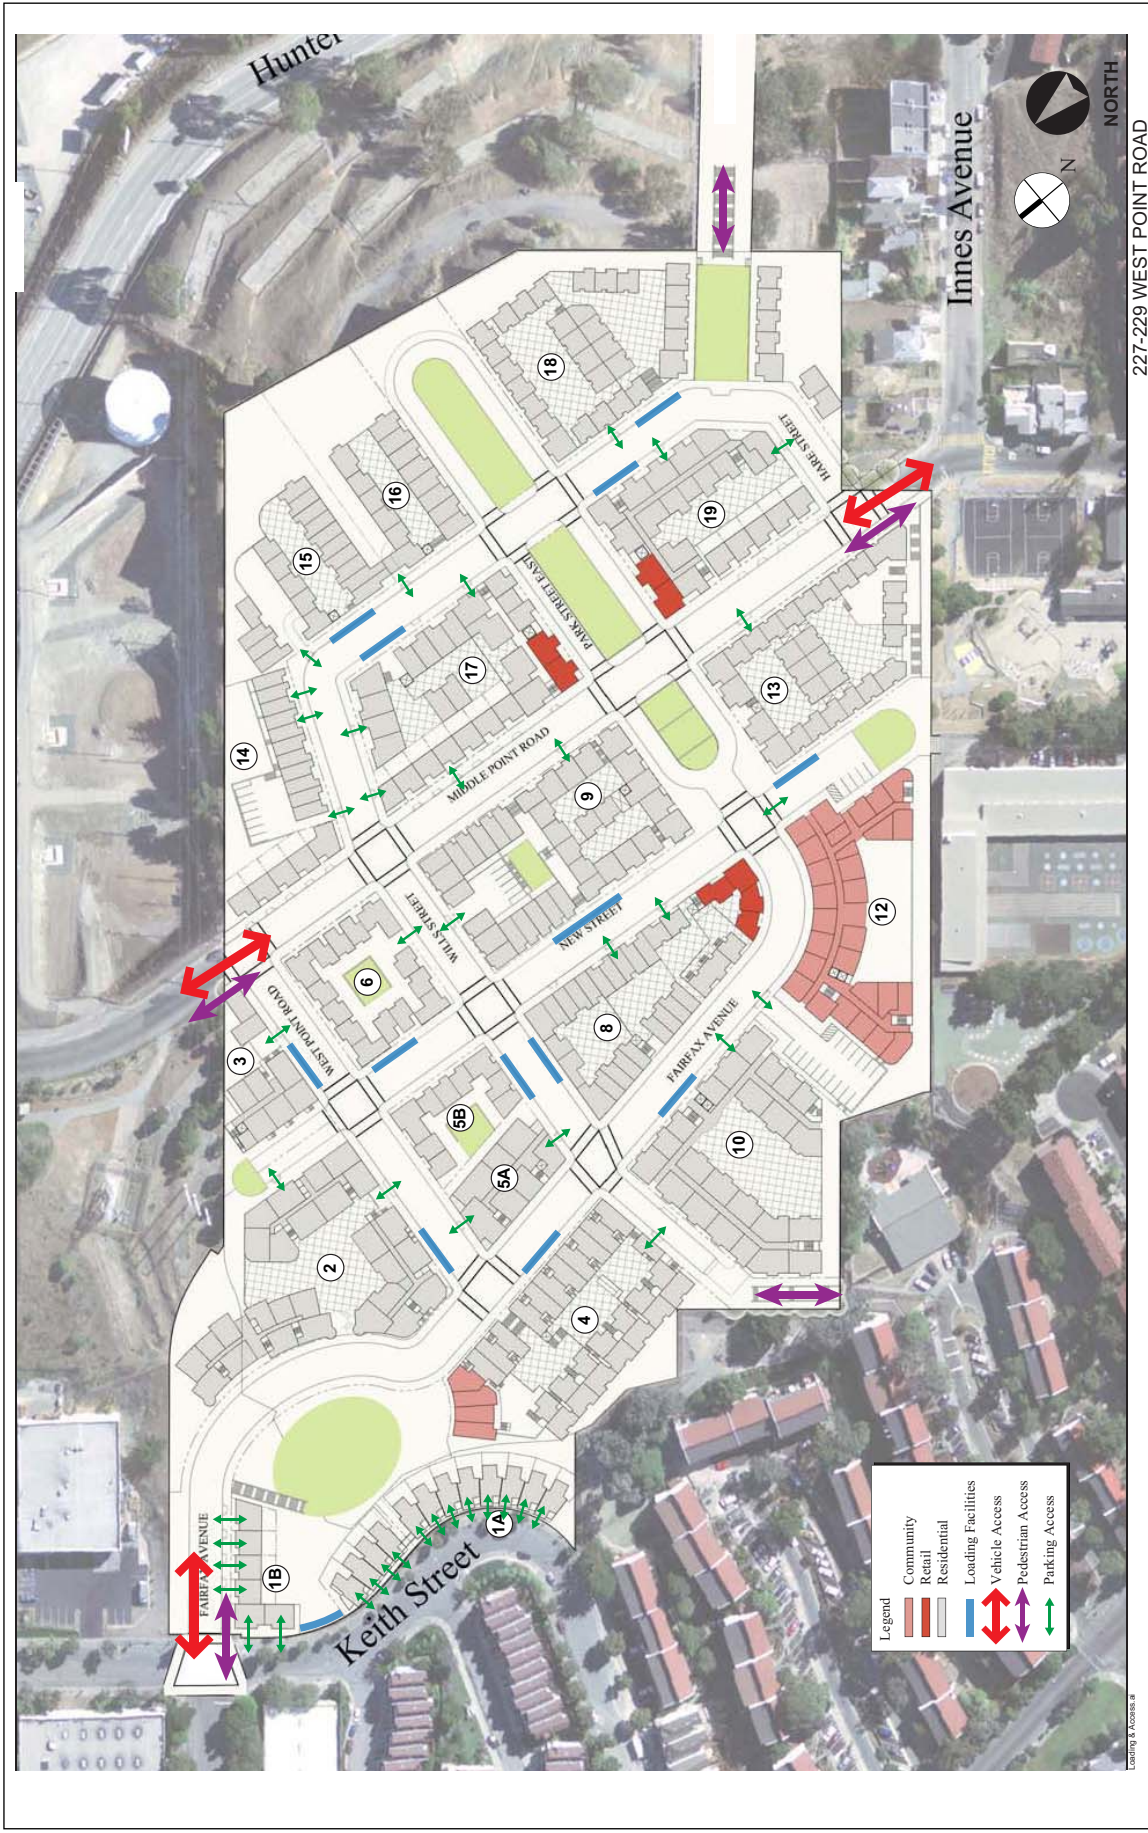 Hunter
Innes Avenue
Keith Street
NORTH
N
227-229 WEST POINT ROAD
FAIRFAX AVENUE
WEST POINT ROAD
WILLS STREET
MIDDLE POINT ROAD
NEW STREET
PARK STREET EAST
HARE STREET
FAIRFAX AVENUE
1A
1B
2
3
4
5A
5B
6
8
9
10
12
13
14
15
16
17
18
19
Legend
Community
Retail
Residential
Loading Facilities
Vehicle Access
Pedestrian Access
Parking Access
Loading & Access.ai